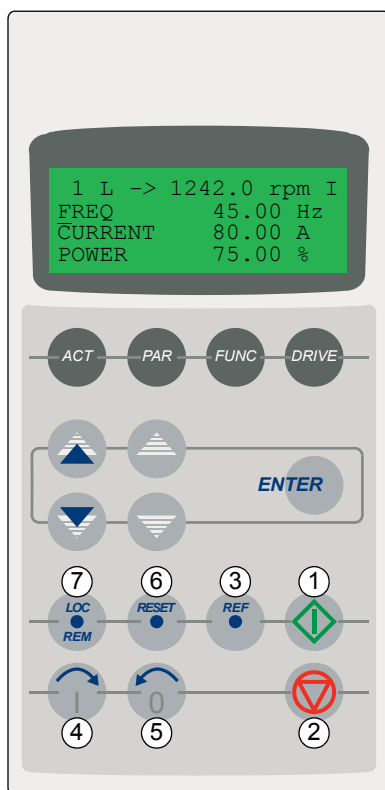 1 L -> 1242.0 rpm I
FREQ 45.00 Hz
CURRENT 80.00 A
POWER 75.00 %
ACT PAR FUNC DRIVE
ENTER
7 6 3 1
LOC RESET REF
REM
I 0
4 5 2